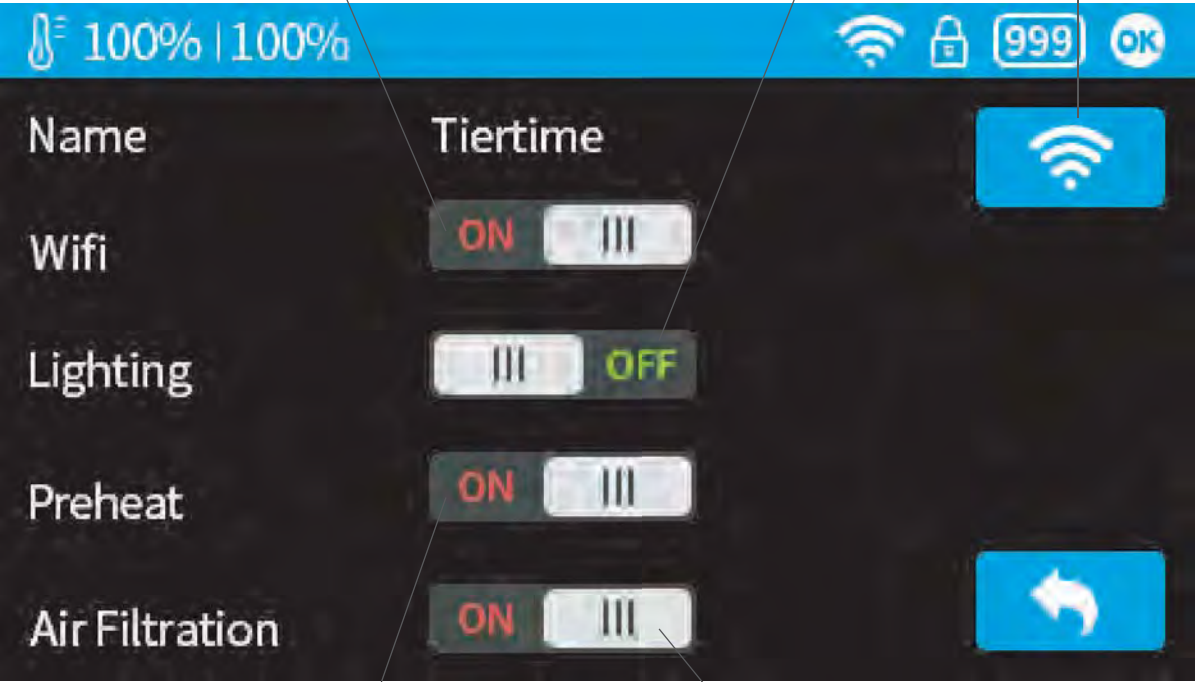 100% | 100% 999 OK
Name Tiertime
Wifi ON
Lighting OFF
Preheat ON
Air Filtration ON